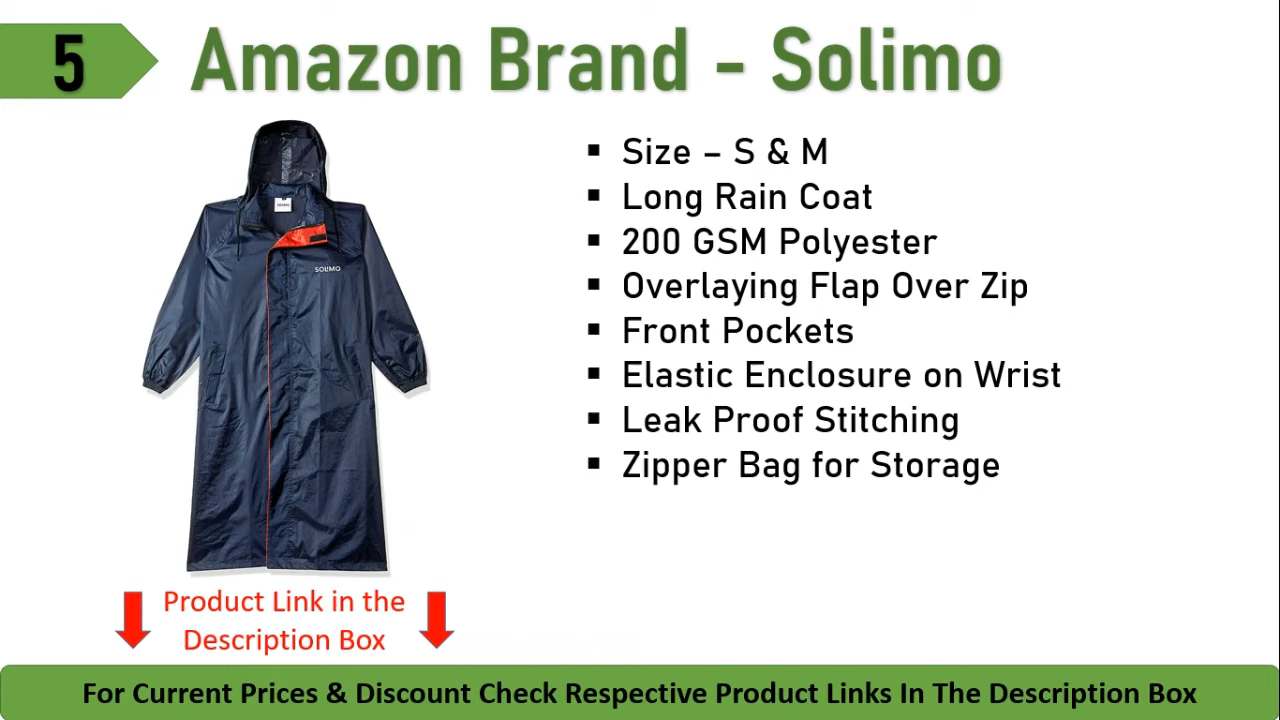 5
Amazon Brand - Solimo
▪ Size – S & M
▪ Long Rain Coat
▪ 200 GSM Polyester
▪ Overlaying Flap Over Zip
▪ Front Pockets
▪ Elastic Enclosure on Wrist
▪ Leak Proof Stitching
▪ Zipper Bag for Storage
SOLIMO
Product Link in the
Description Box
For Current Prices & Discount Check Respective Product Links In The Description Box